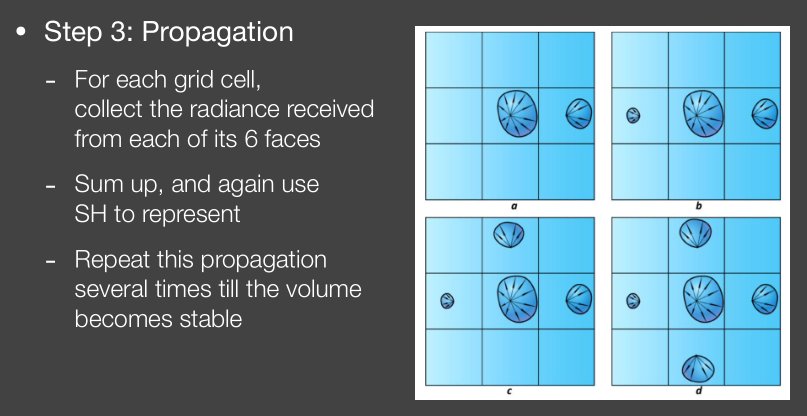 • Step 3: Propagation
- For each grid cell,
collect the radiance received
from each of its 6 faces
- Sum up, and again use
SH to represent
- Repeat this propagation
several times till the volume
becomes stable
a
b
c
d